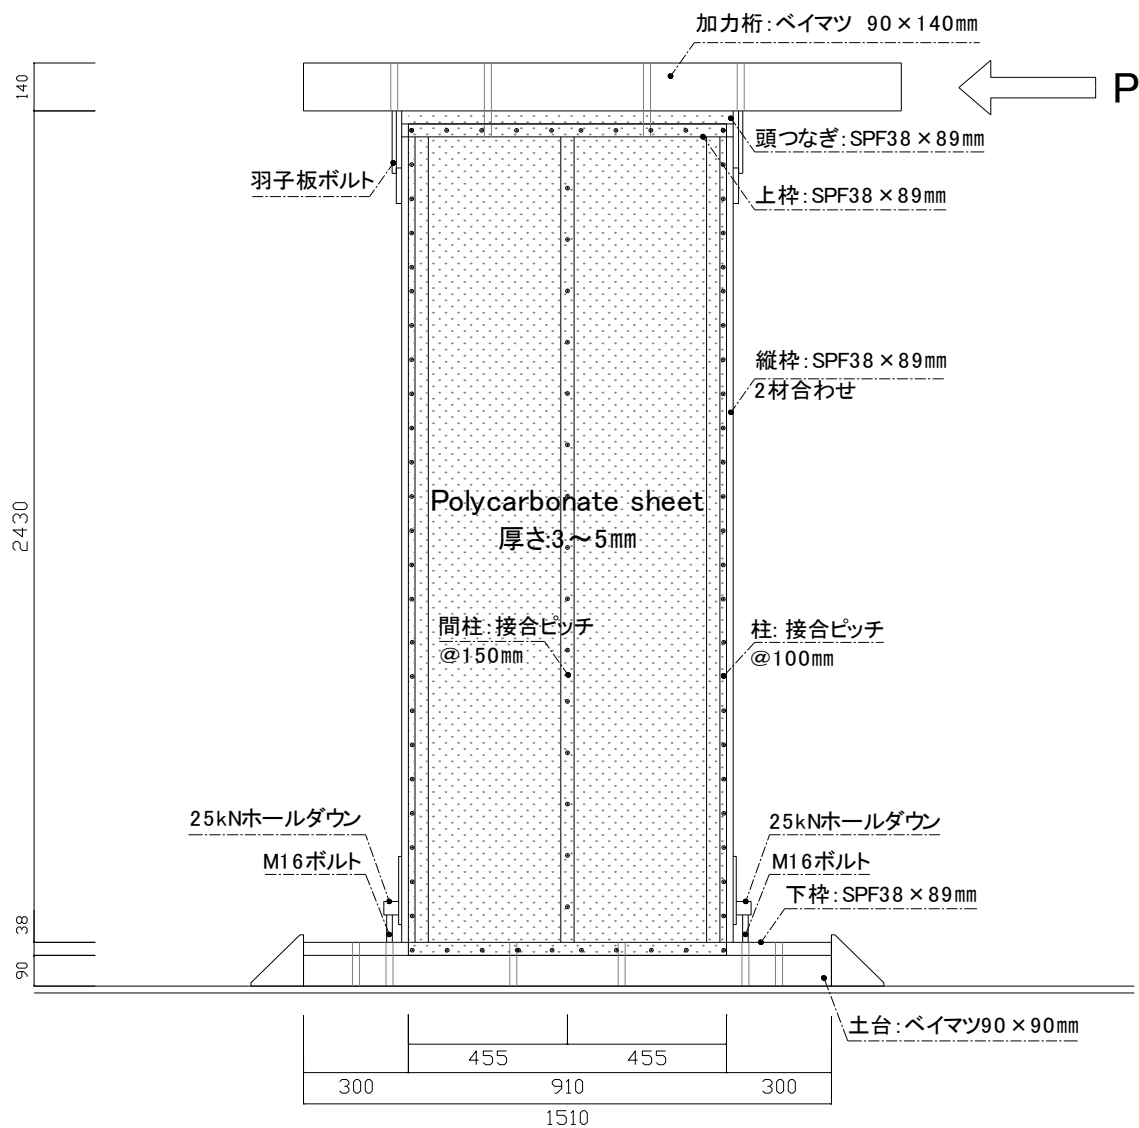 加力桁:ベイマツ 90×140mm
140
P
頭つなぎ:SPF38×89mm
羽子板ボルト
上枠:SPF38×89mm
縦枠:SPF38×89mm
2材合わせ
2430
Polycarbonate sheet
厚さ:3～5mm
間柱:接合ピッチ
@150mm
柱:接合ピッチ
@100mm
25kNホールダウン
25kNホールダウン
M16ボルト
M16ボルト
下枠:SPF38×89mm
38
90
土台:ベイマツ90×90mm
455
455
300
910
300
1510